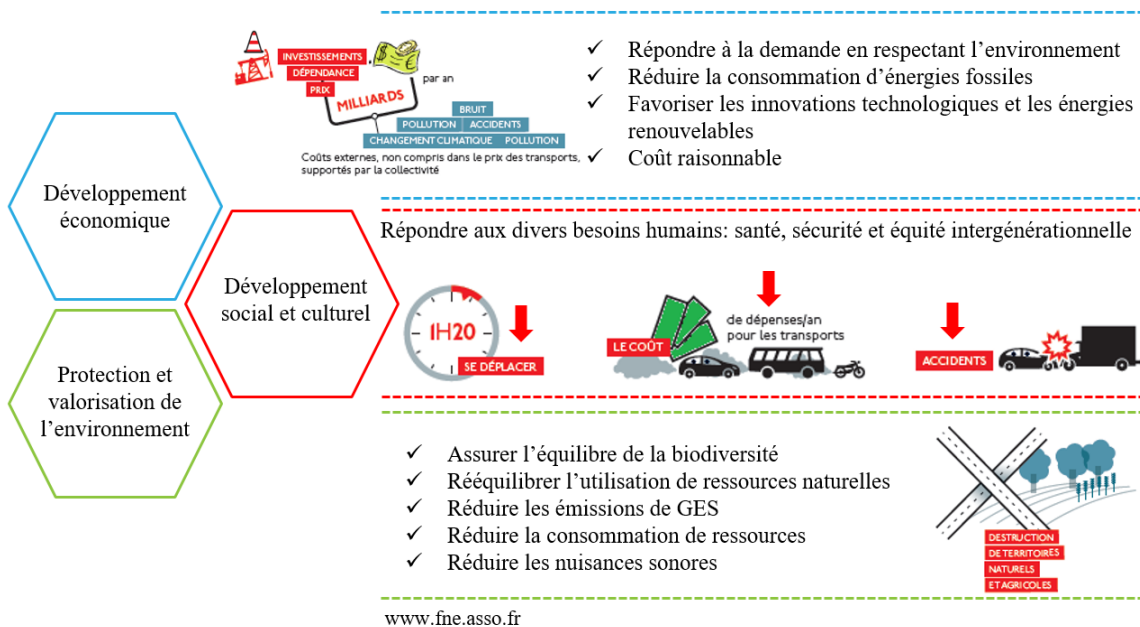 Développement
économique
Développement
social et culturel
Protection et
valorisation de
l’environnement
INVESTISSEMENTS
DÉPENDANCE
PRIX
MILLIARDS
par an
BRUIT
POLLUTION ACCIDENTS
CHANGEMENT CLIMATIQUE POLLUTION
Coûts externes, non compris dans le prix des transports,
supportés par la collectivité
✓ Répondre à la demande en respectant l’environnement
✓ Réduire la consommation d’énergies fossiles
✓ Favoriser les innovations technologiques et les énergies
renouvelables
✓ Coût raisonnable
Répondre aux divers besoins humains: santé, sécurité et équité intergénérationnelle
1H20
SE DÉPLACER
LE COÛT
de dépenses/an
pour les transports
ACCIDENTS
✓ Assurer l’équilibre de la biodiversité
✓ Rééquilibrer l’utilisation de ressources naturelles
✓ Réduire les émissions de GES
✓ Réduire la consommation de ressources
✓ Réduire les nuisances sonores
DESTRUCTION
DE TERRITOIRES
NATURELS
ET AGRICOLES
www.fne.asso.fr